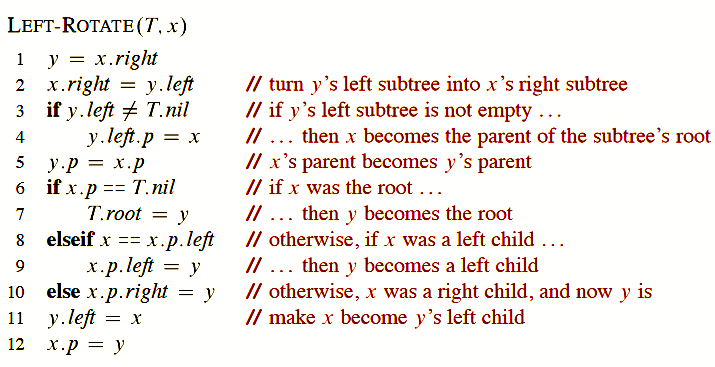 LEFT-ROTATE(T, x)
1 y = x.right
2 x.right = y.left // turn y’s left subtree into x’s right subtree
3 if y.left ≠ T.nil // if y’s left subtree is not empty …
4 y.left.p = x // … then x becomes the parent of the subtree’s root
5 y.p = x.p // x’s parent becomes y’s parent
6 if x.p == T.nil // if x was the root …
7 T.root = y // … then y becomes the root
8 elseif x == x.p.left // otherwise, if x was a left child …
9 x.p.left = y // … then y becomes a left child
10 else x.p.right = y // otherwise, x was a right child, and now y is
11 y.left = x // make x become y’s left child
12 x.p = y